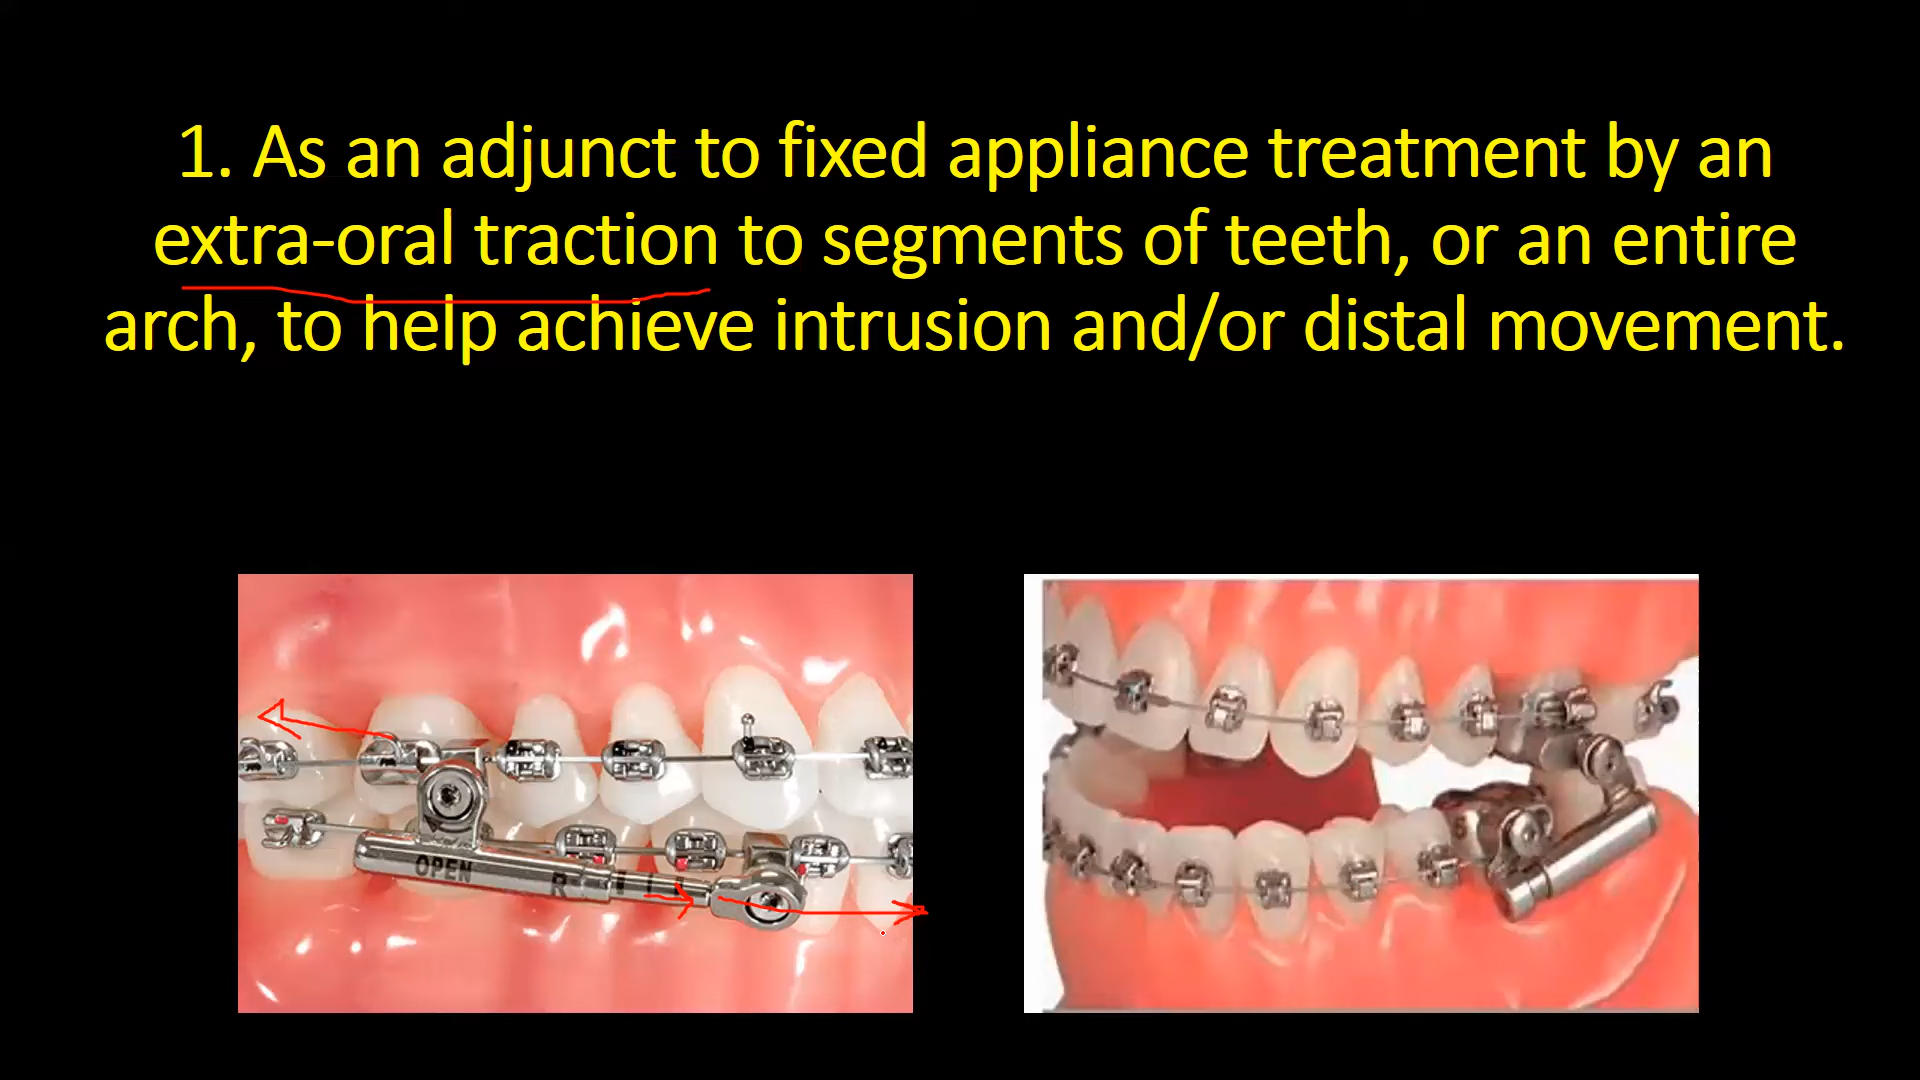 1. As an adjunct to fixed appliance treatment by an
extra-oral traction to segments of teeth, or an entire
arch, to help achieve intrusion and/or distal movement.
OPEN
R